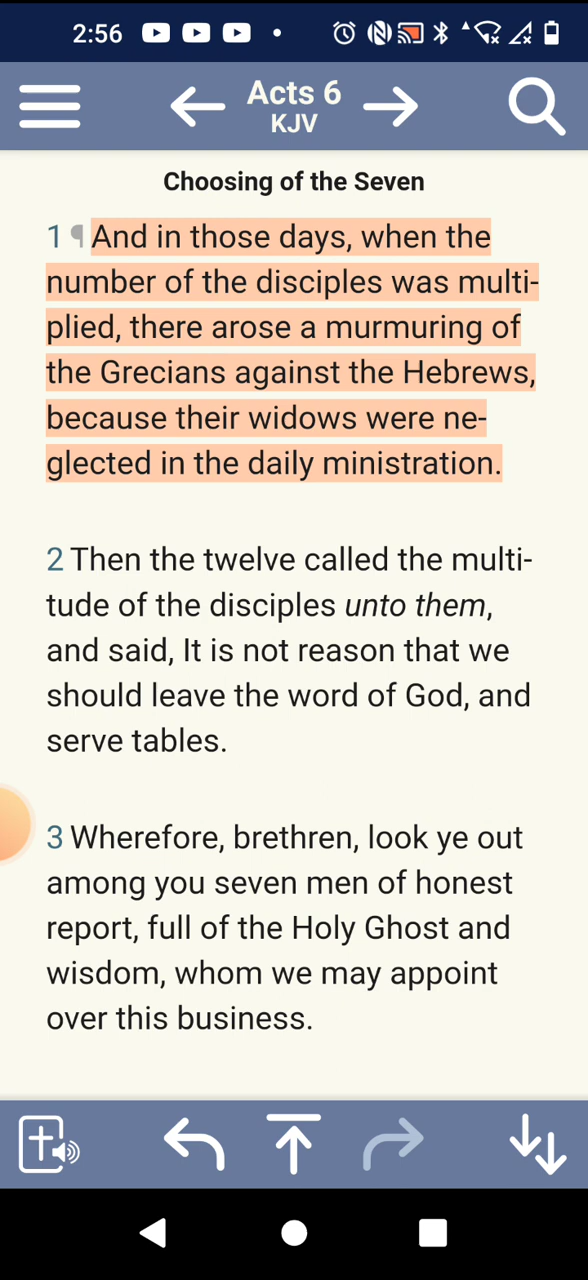 2:56
Acts 6
KJV
Choosing of the Seven
1 ¶ And in those days, when the
number of the disciples was multi-
plied, there arose a murmuring of
the Grecians against the Hebrews,
because their widows were ne-
glected in the daily ministration.
2 Then the twelve called the multi-
tude of the disciples unto them,
and said, It is not reason that we
should leave the word of God, and
serve tables.
3 Wherefore, brethren, look ye out
among you seven men of honest
report, full of the Holy Ghost and
wisdom, whom we may appoint
over this business.